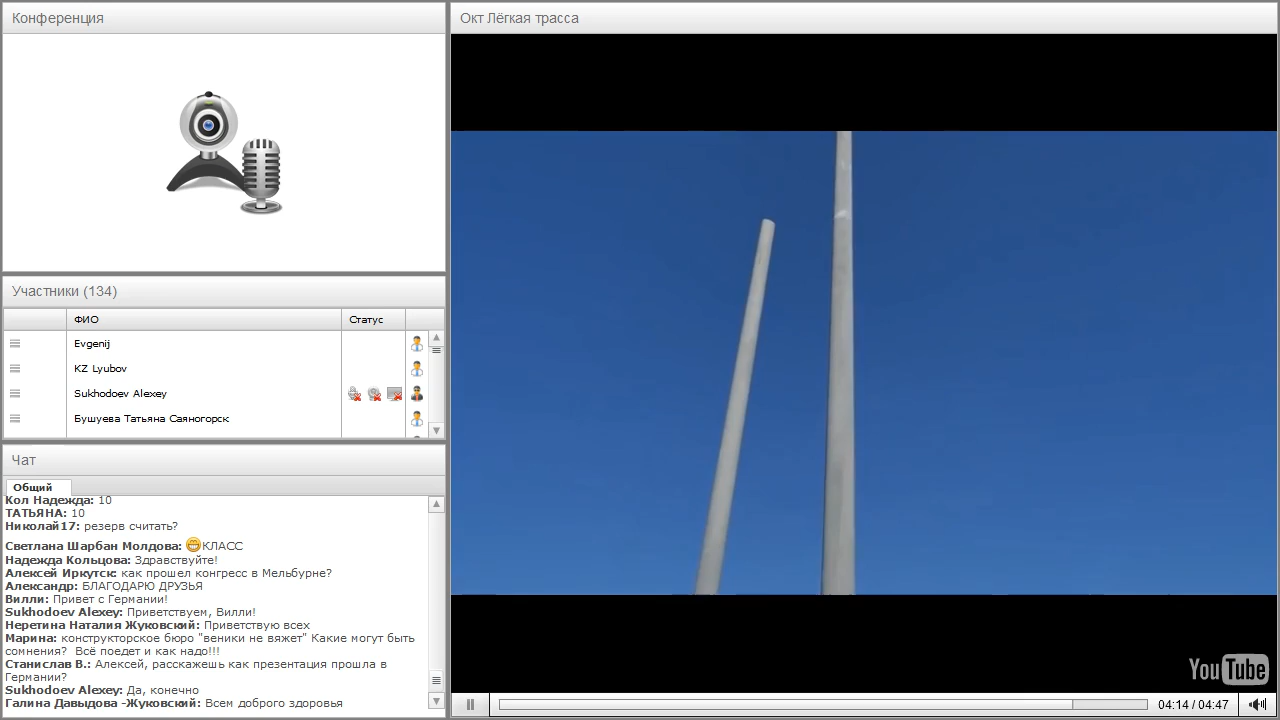 Конференция
Окт Лёгкая трасса
Участники (134)
ФИО
Статус
Evgenij
KZ Lyubov
Sukhodoev Alexey
Бушуева Татьяна Саяногорск
Чат
Общий
Кол Надежда: 10
ТАТЬЯНА: 10
Николай17: резерв считать?
Светлана Шарбан Молдова: КЛАСС
Надежда Кольцова: Здравствуйте!
Алексей Иркутск: как прошел конгресс в Мельбурне?
Александр: БЛАГОДАРЮ ДРУЗЬЯ
Вилли: Привет с Германии!
Sukhodoev Alexey: Приветствуем, Вилли!
Неретина Наталия Жуковский: Приветствую всех
Марина: конструкторское бюро "веники не вяжет" Какие могут быть
сомнения? Всё поедет и как надо!!!
Станислав В.: Алексей, расскажешь как презентация прошла в
Германии?
Sukhodoev Alexey: Да, конечно
Галина Давыдова -Жуковский: Всем доброго здоровья
YouTube
04:14 / 04:47